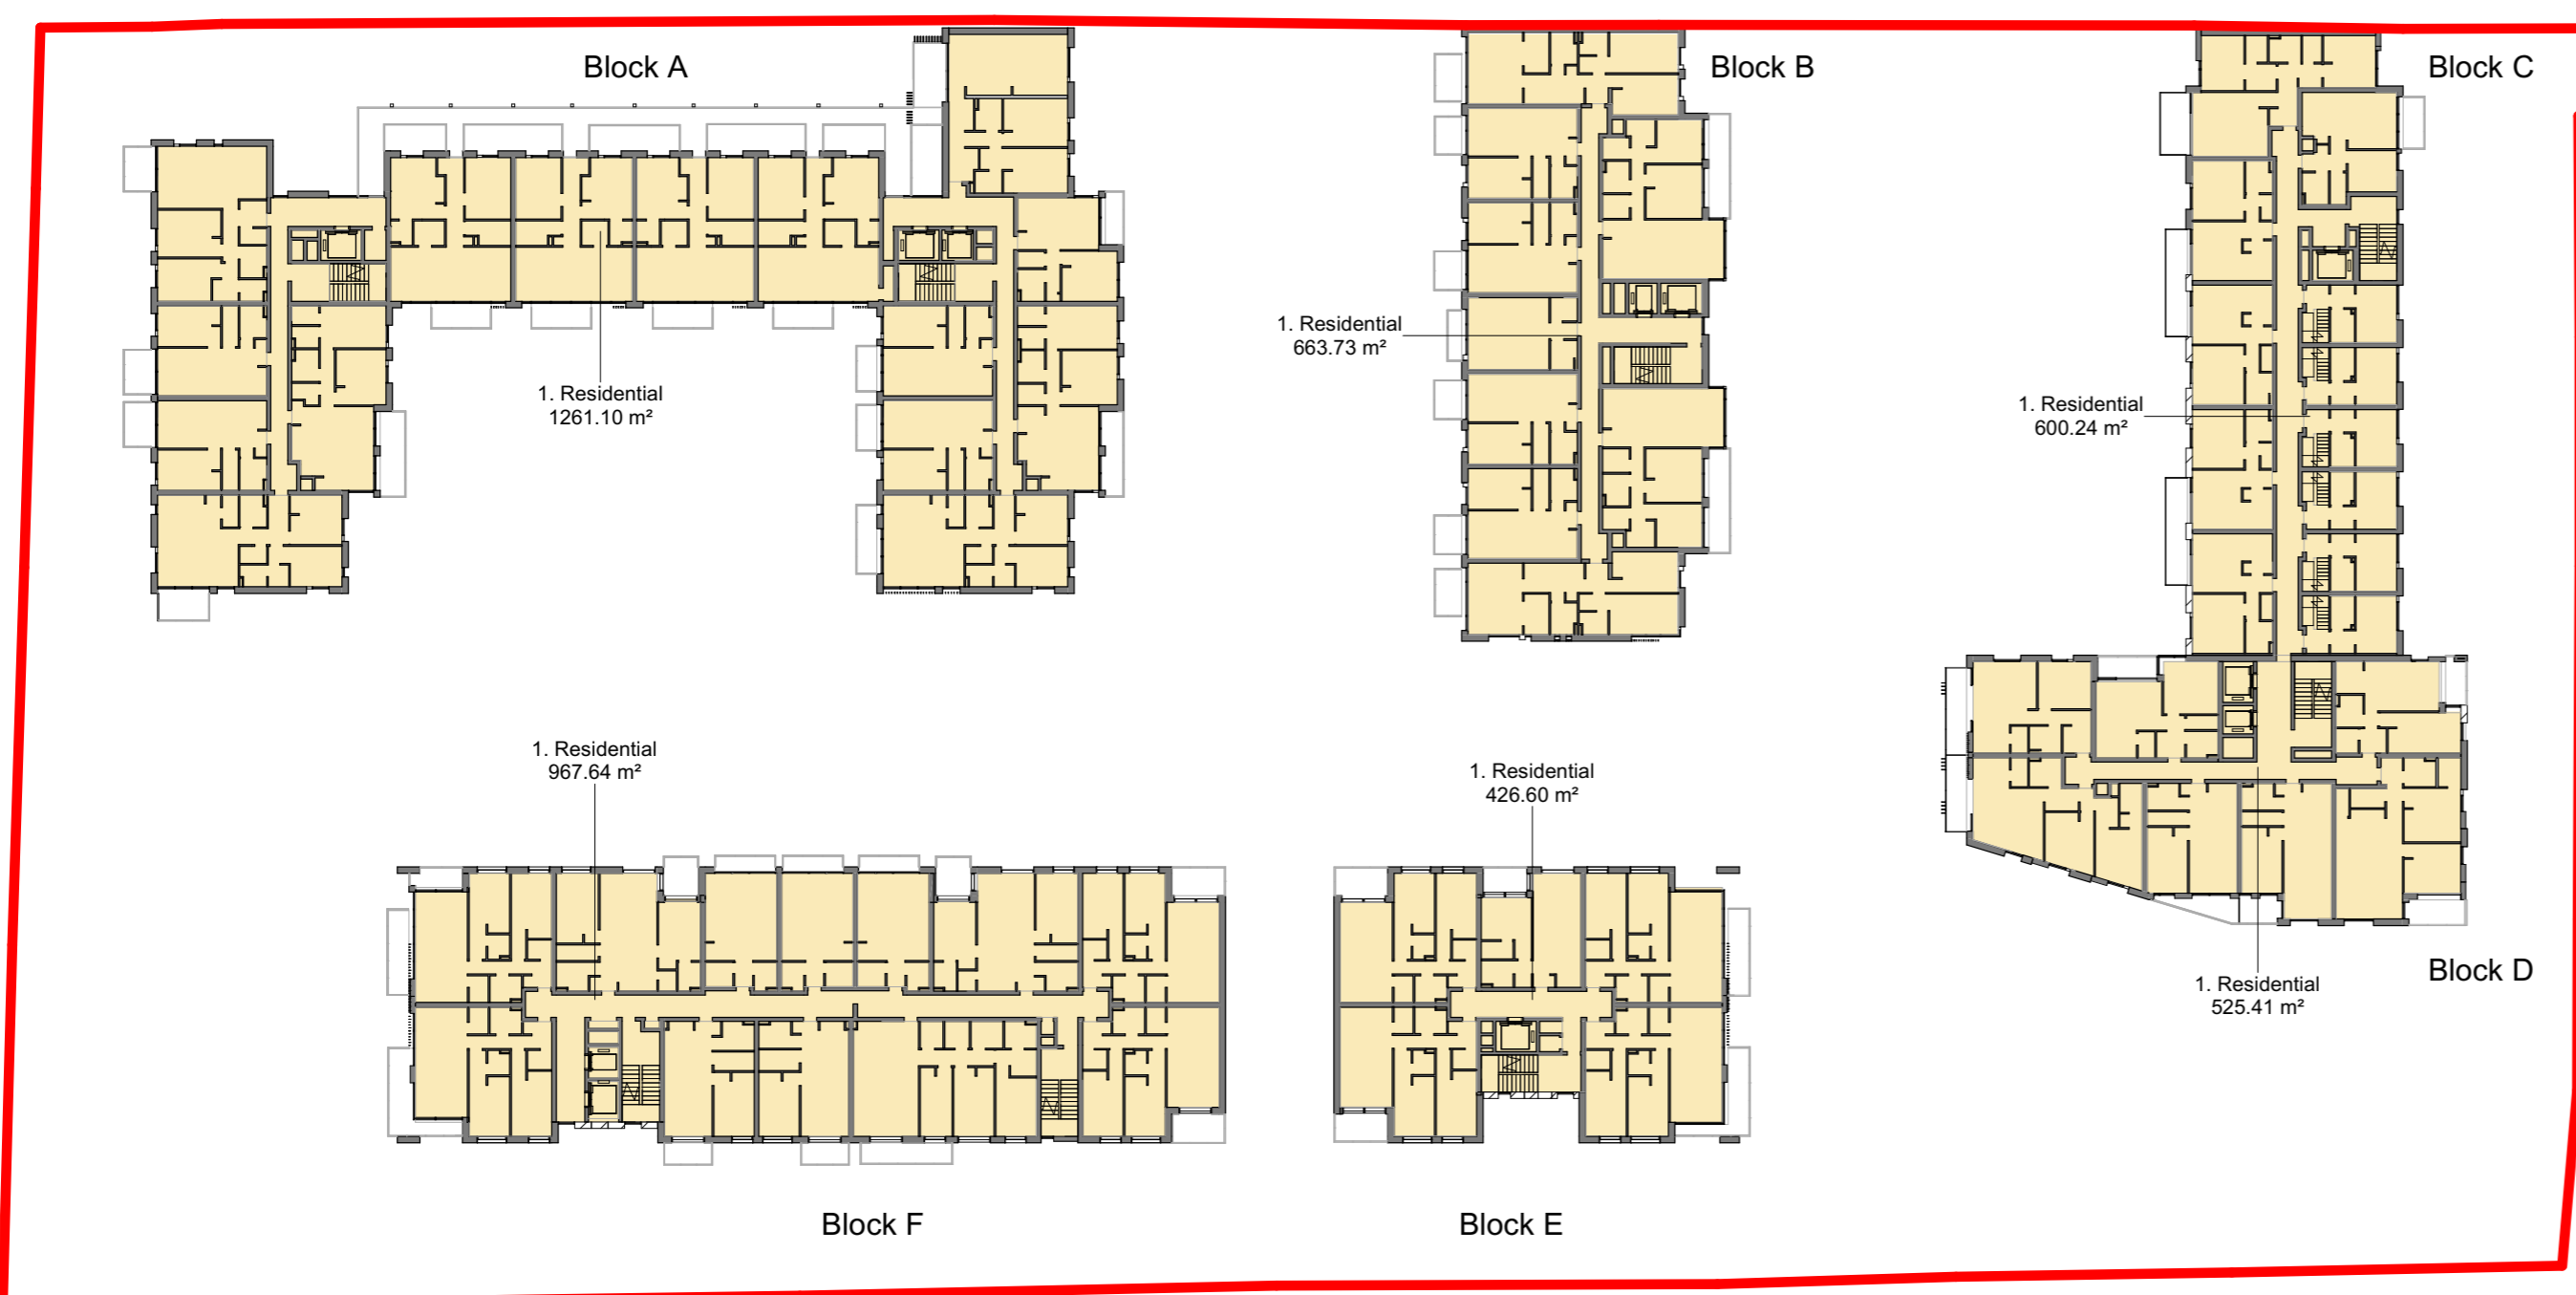 Block A
Block B
Block C
1. Residential
663.73 m²
1. Residential
1261.10 m²
1. Residential
600.24 m²
1. Residential
967.64 m²
1. Residential
426.60 m²
Block D
1. Residential
525.41 m²
Block F
Block E